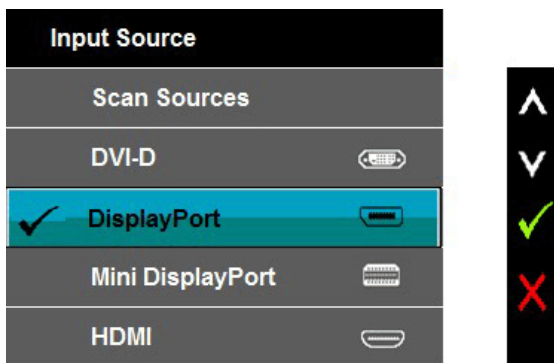 Input Source
Scan Sources
DVI-D
DisplayPort
Mini DisplayPort
HDMI